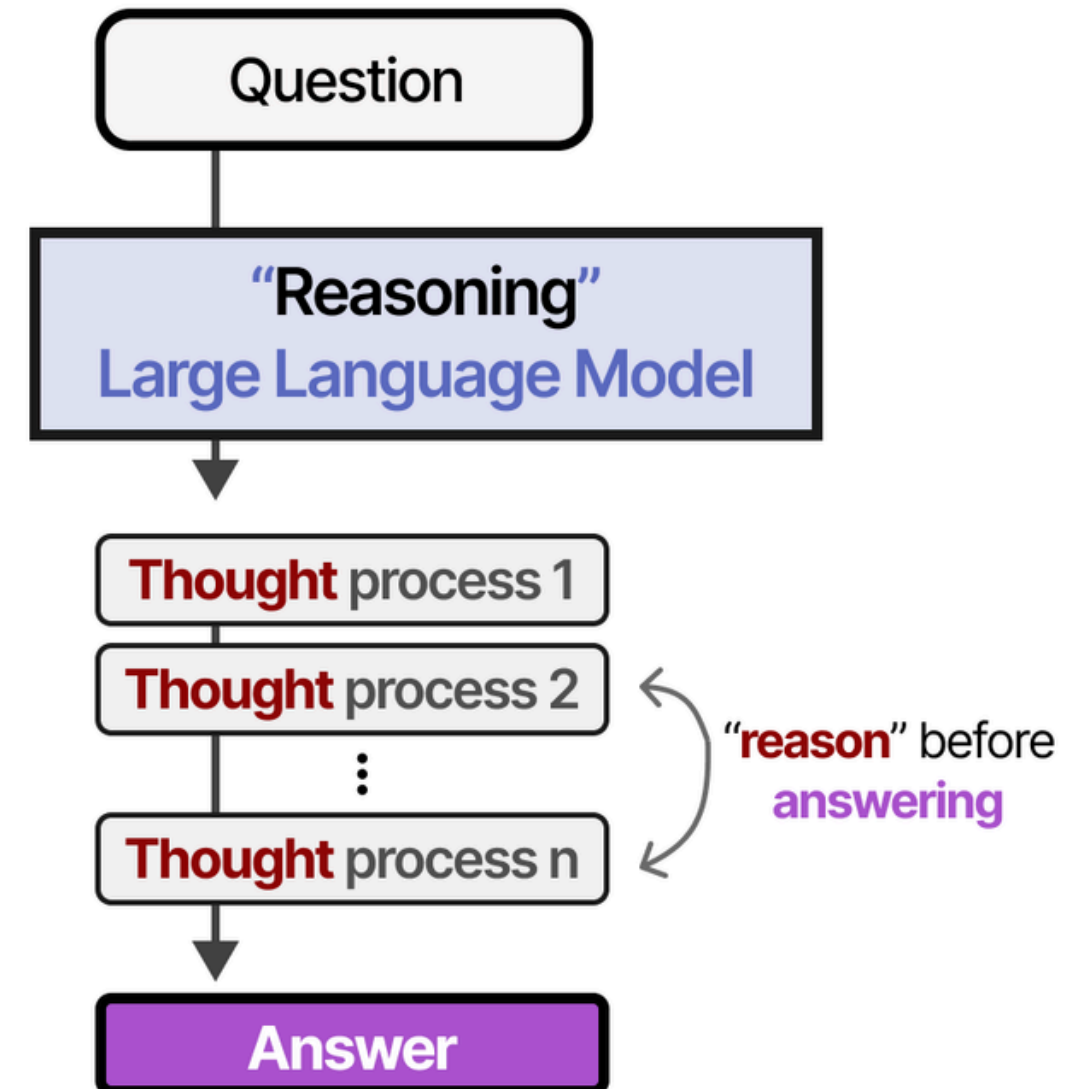 Question
“Reasoning”
Large Language Model
Thought process 1
Thought process 2
“reason” before
answering
Thought process n
Answer